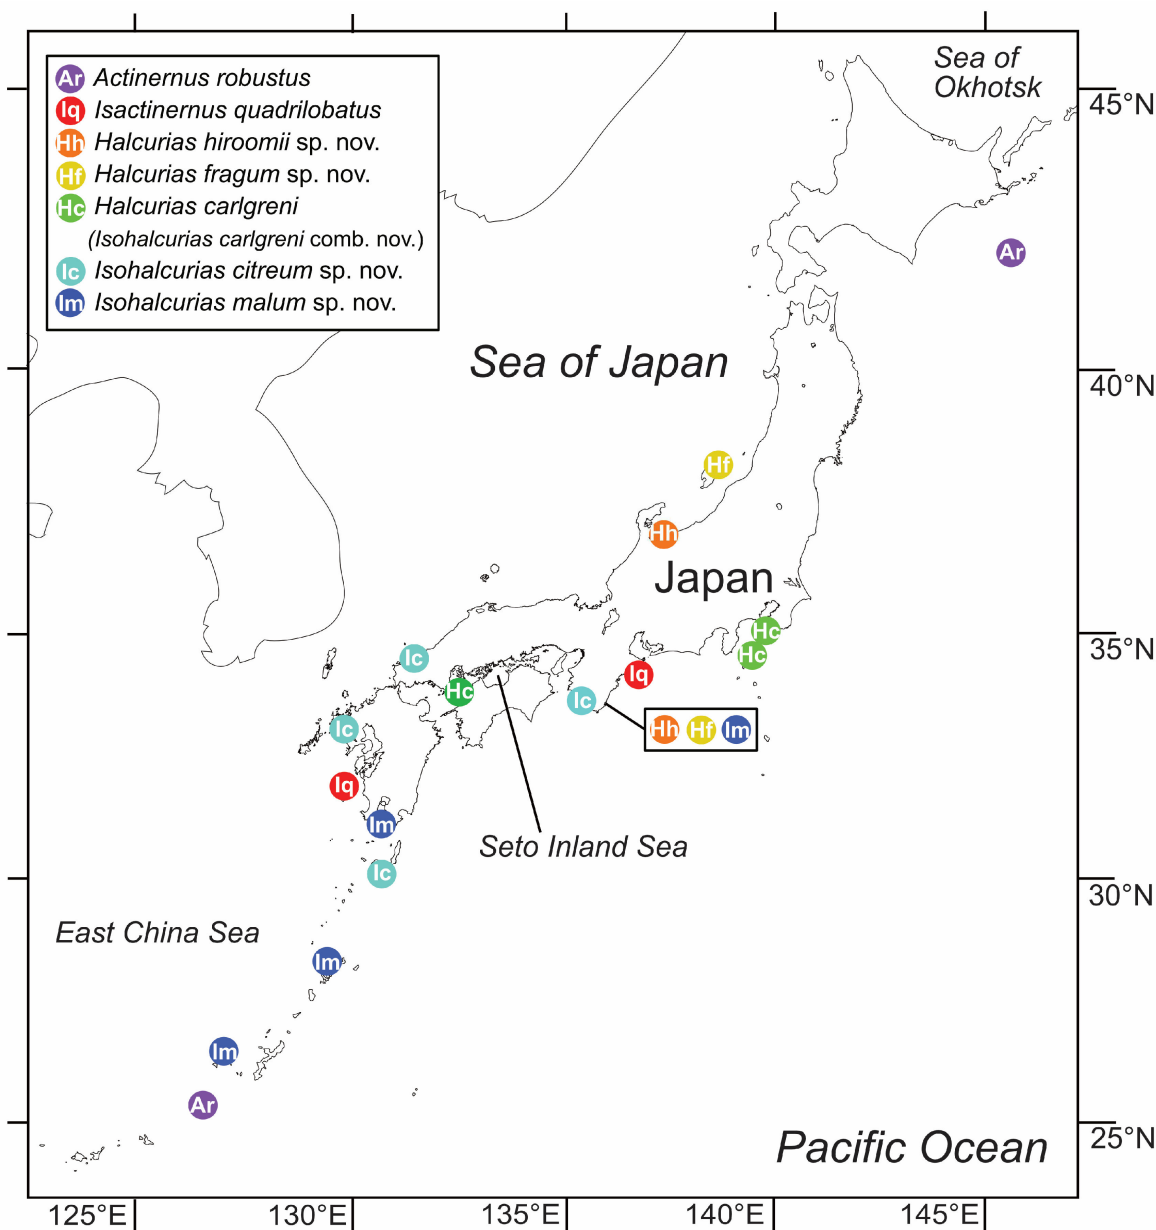 Sea of
Okhotsk
Ar Actinernus robustus
Iq Isactinernus quadrilobatus
Hh Halcurias hiroomii sp. nov.
Hf Halcurias fragum sp. nov.
Hc Halcurias carlgreni
(Isohalcurias carlgreni comb. nov.)
Ic Isohalcurias citreum sp. nov.
Im Isohalcurias malum sp. nov.
45°N
Ar
Sea of Japan
40°N
Hf
Hh
Japan
Hc
Hc
35°N
Ic
Iq
Hc
Ic
Hh Hf Im
Ic
Iq
Im
Seto Inland Sea
Ic
30°N
East China Sea
Im
Im
Ar
25°N
Pacific Ocean
125°E 130°E 135°E 140°E 145°E